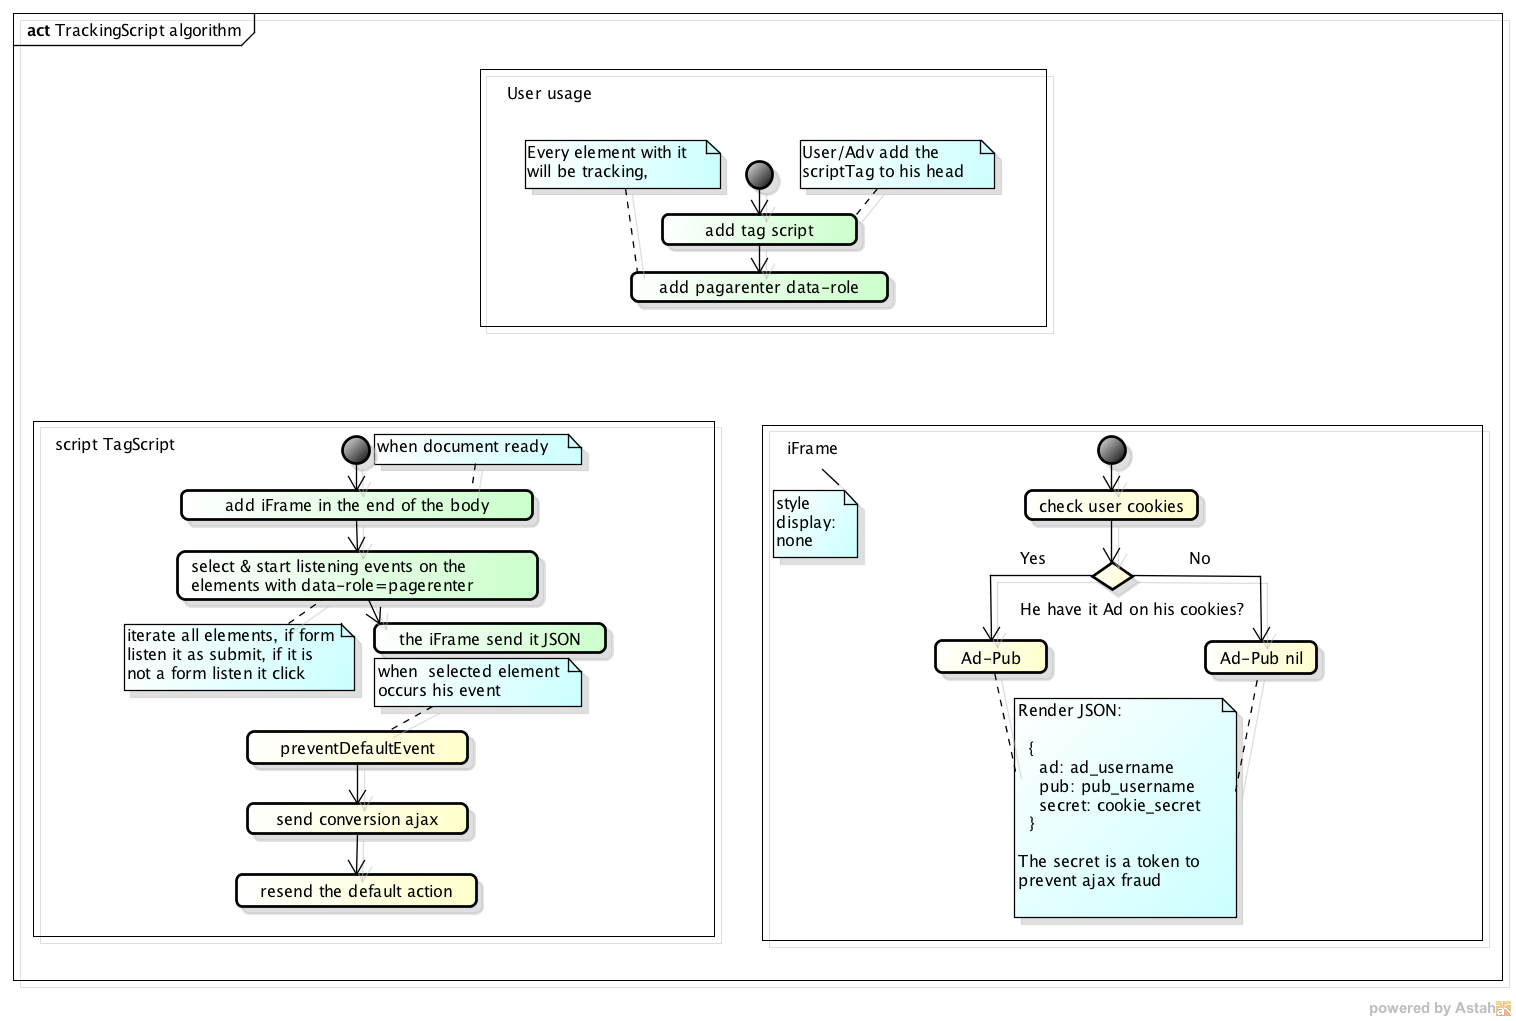 act TrackingScript algorithm
User usage
Every element with it
will be tracking,
User/Adv add the
scriptTag to his head
add tag script
add pagarenter data-role
script TagScript
when document ready
add iFrame in the end of the body
select & start listening events on the
elements with data-role=pagerenter
iterate all elements, if form
listen it as submit, if it is
not a form listen it click
the iFrame send it JSON
when  selected element
occurs his event
preventDefaultEvent
send conversion ajax
resend the default action
iFrame
style
display:
none
check user cookies
Yes
No
He have it Ad on his cookies?
Ad-Pub
Ad-Pub nil
Render JSON:
{
ad: ad_username
pub: pub_username
secret: cookie_secret
}
The secret is a token to
prevent ajax fraud
powered by Astah